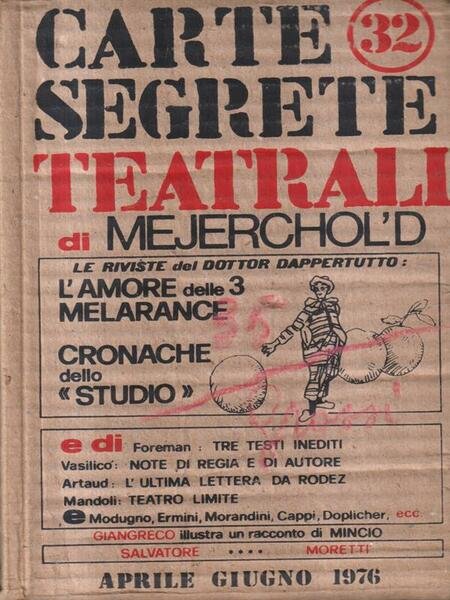 CARTE 32
SEGRETE
TEATRALI
di MEJERCHOL'D
LE RIVISTE del DOTTOR DAPPERTUTTO :
L'AMORE delle 3
MELARANCE
CRONACHE
dello
« STUDIO »
35
e di Foreman : TRE TESTI INEDITI
Vasilico': NOTE DI REGIA E DI AUTORE
Artaud: L'ULTIMA LETTERA DA RODEZ
Mandoli: TEATRO LIMITE
e Modugno, Ermini, Morandini, Cappi, Doplicher, ecc.
GIANGRECO illustra un racconto di MINCIO
SALVATORE •••• MORETTI
APRILE GIUGNO 1976